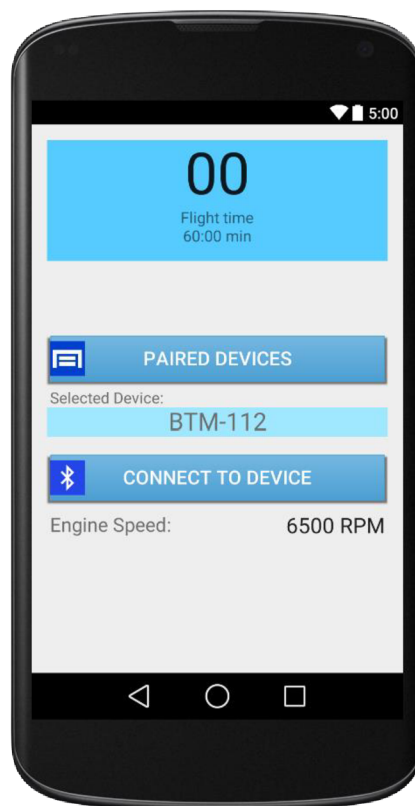 5:00
00
Flight time
60:00 min
PAIRED DEVICES
Selected Device:
BTM-112
CONNECT TO DEVICE
Engine Speed: 6500 RPM